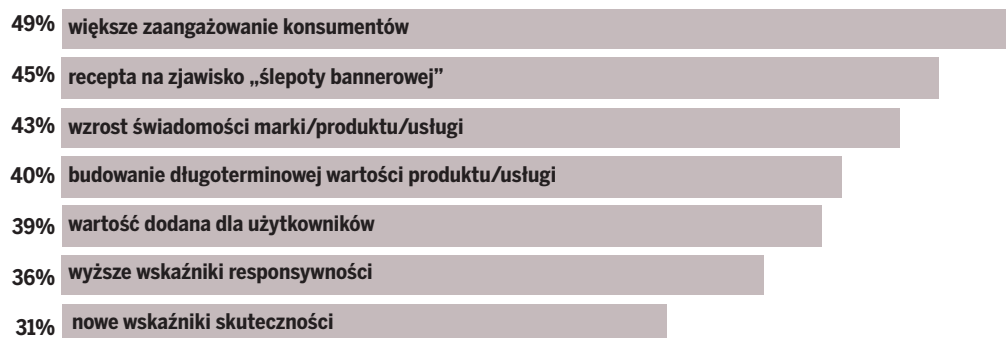 49% większe zaangażowanie konsumentów
45% recepta na zjawisko „ślepoty bannerowej”
43% wzrost świadomości marki/produktu/usługi
40% budowanie długoterminowej wartości produktu/usługi
39% wartość dodana dla użytkowników
36% wyższe wskaźniki responsywności
31% nowe wskaźniki skuteczności